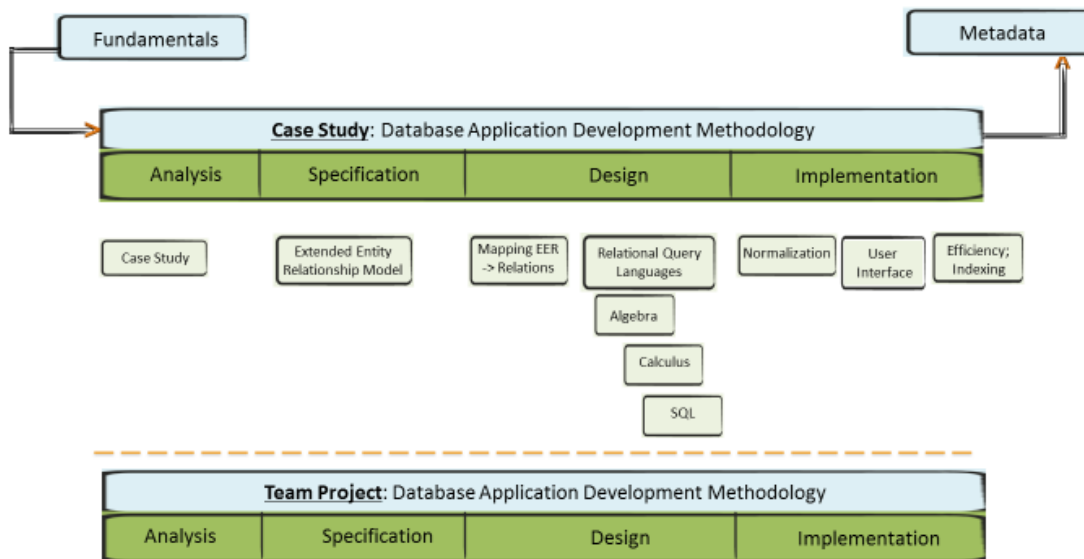 Fundamentals
Metadata
Case Study: Database Application Development Methodology
Analysis
Specification
Design
Implementation
Case Study
Extended Entity
Relationship Model
Mapping EER
-> Relations
Relational Query
Languages
Normalization
User
Interface
Efficiency;
Indexing
Algebra
Calculus
SQL
Team Project: Database Application Development Methodology
Analysis
Specification
Design
Implementation